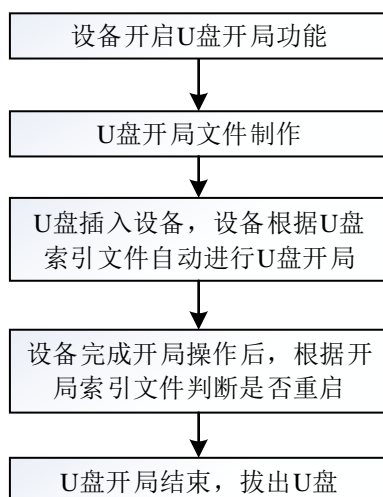 设备开启U盘开局功能
U盘开局文件制作
U盘插入设备，设备根据U盘
索引文件自动进行U盘开局
设备完成开局操作后，根据开
局索引文件判断是否重启
U盘开局结束，拔出U盘